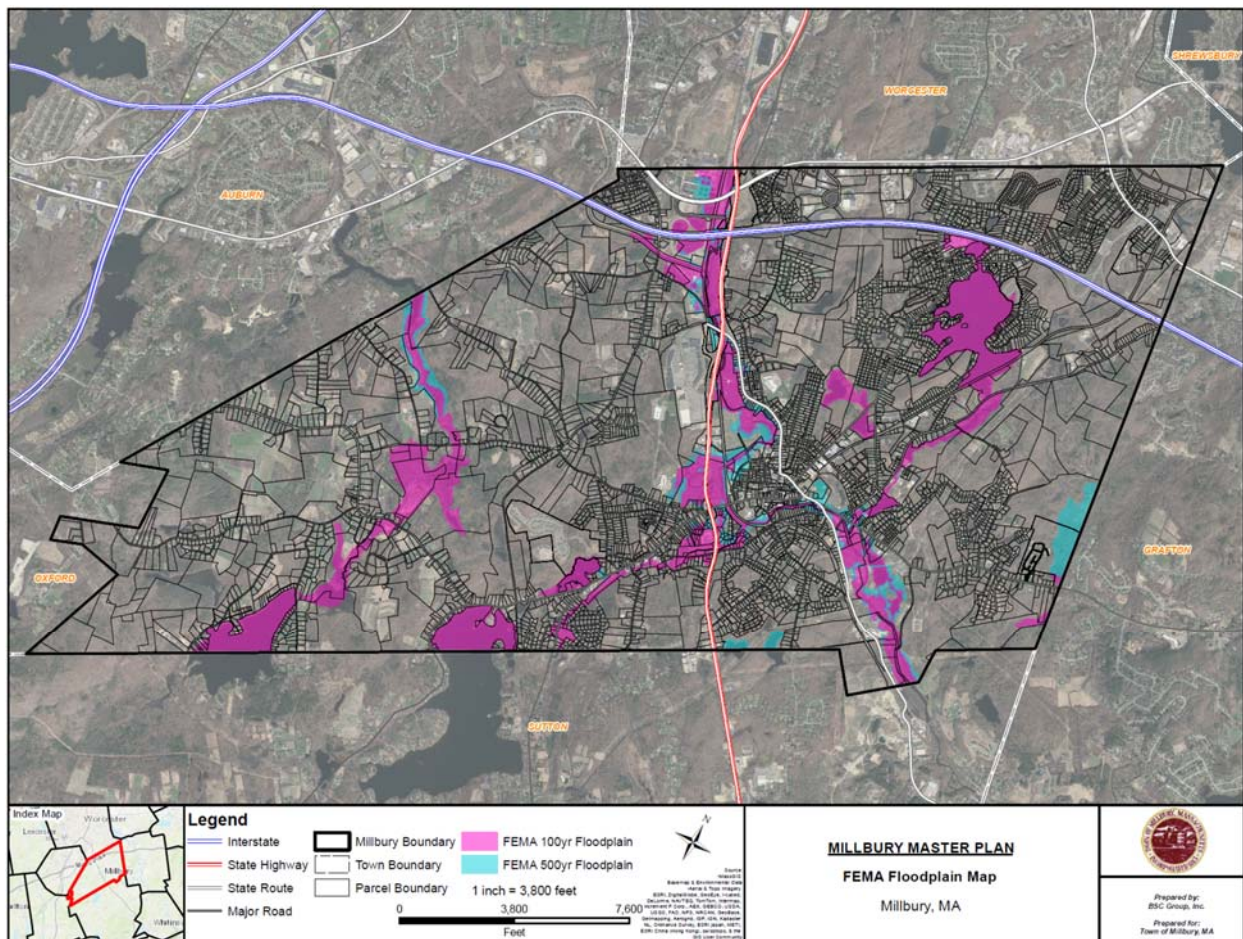 SHREWSBURY
WORCESTER
AUBURN
GRAFTON
OXFORD
SUTTON
Index Map
Worcester
Millbury
Legend
Interstate
State Highway
State Route
Major Road
Millbury Boundary
Town Boundary
Parcel Boundary
FEMA 100yr Floodplain
FEMA 500yr Floodplain
1 inch = 3,800 feet
0 3,800 7,600
Feet
N
Source
MassGIS
MILLBURY MASTER PLAN
FEMA Floodplain Map
Millbury, MA
Prepared by:
BSC Group, Inc.
Prepared for:
Town of Millbury, MA